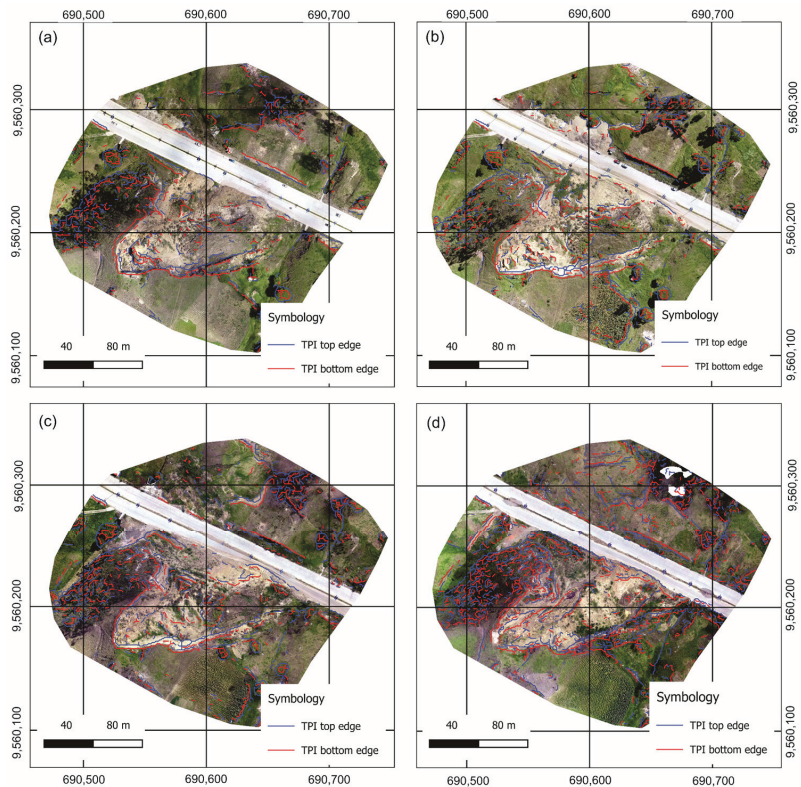 690,500 690,600 690,700 690,500 690,600 690,700
(a)
9,560,300
9,560,200
9,560,100
Symbology
TPI top edge
TPI bottom edge
40 80 m
(b)
9,560,300
9,560,200
9,560,100
Symbology
TPI top edge
TPI bottom edge
40 80 m
(c)
9,560,300
9,560,200
9,560,100
Symbology
TPI top edge
TPI bottom edge
40 80 m
(d)
9,560,300
9,560,200
9,560,100
Symbology
TPI top edge
TPI bottom edge
40 80 m
690,500 690,600 690,700 690,500 690,600 690,700